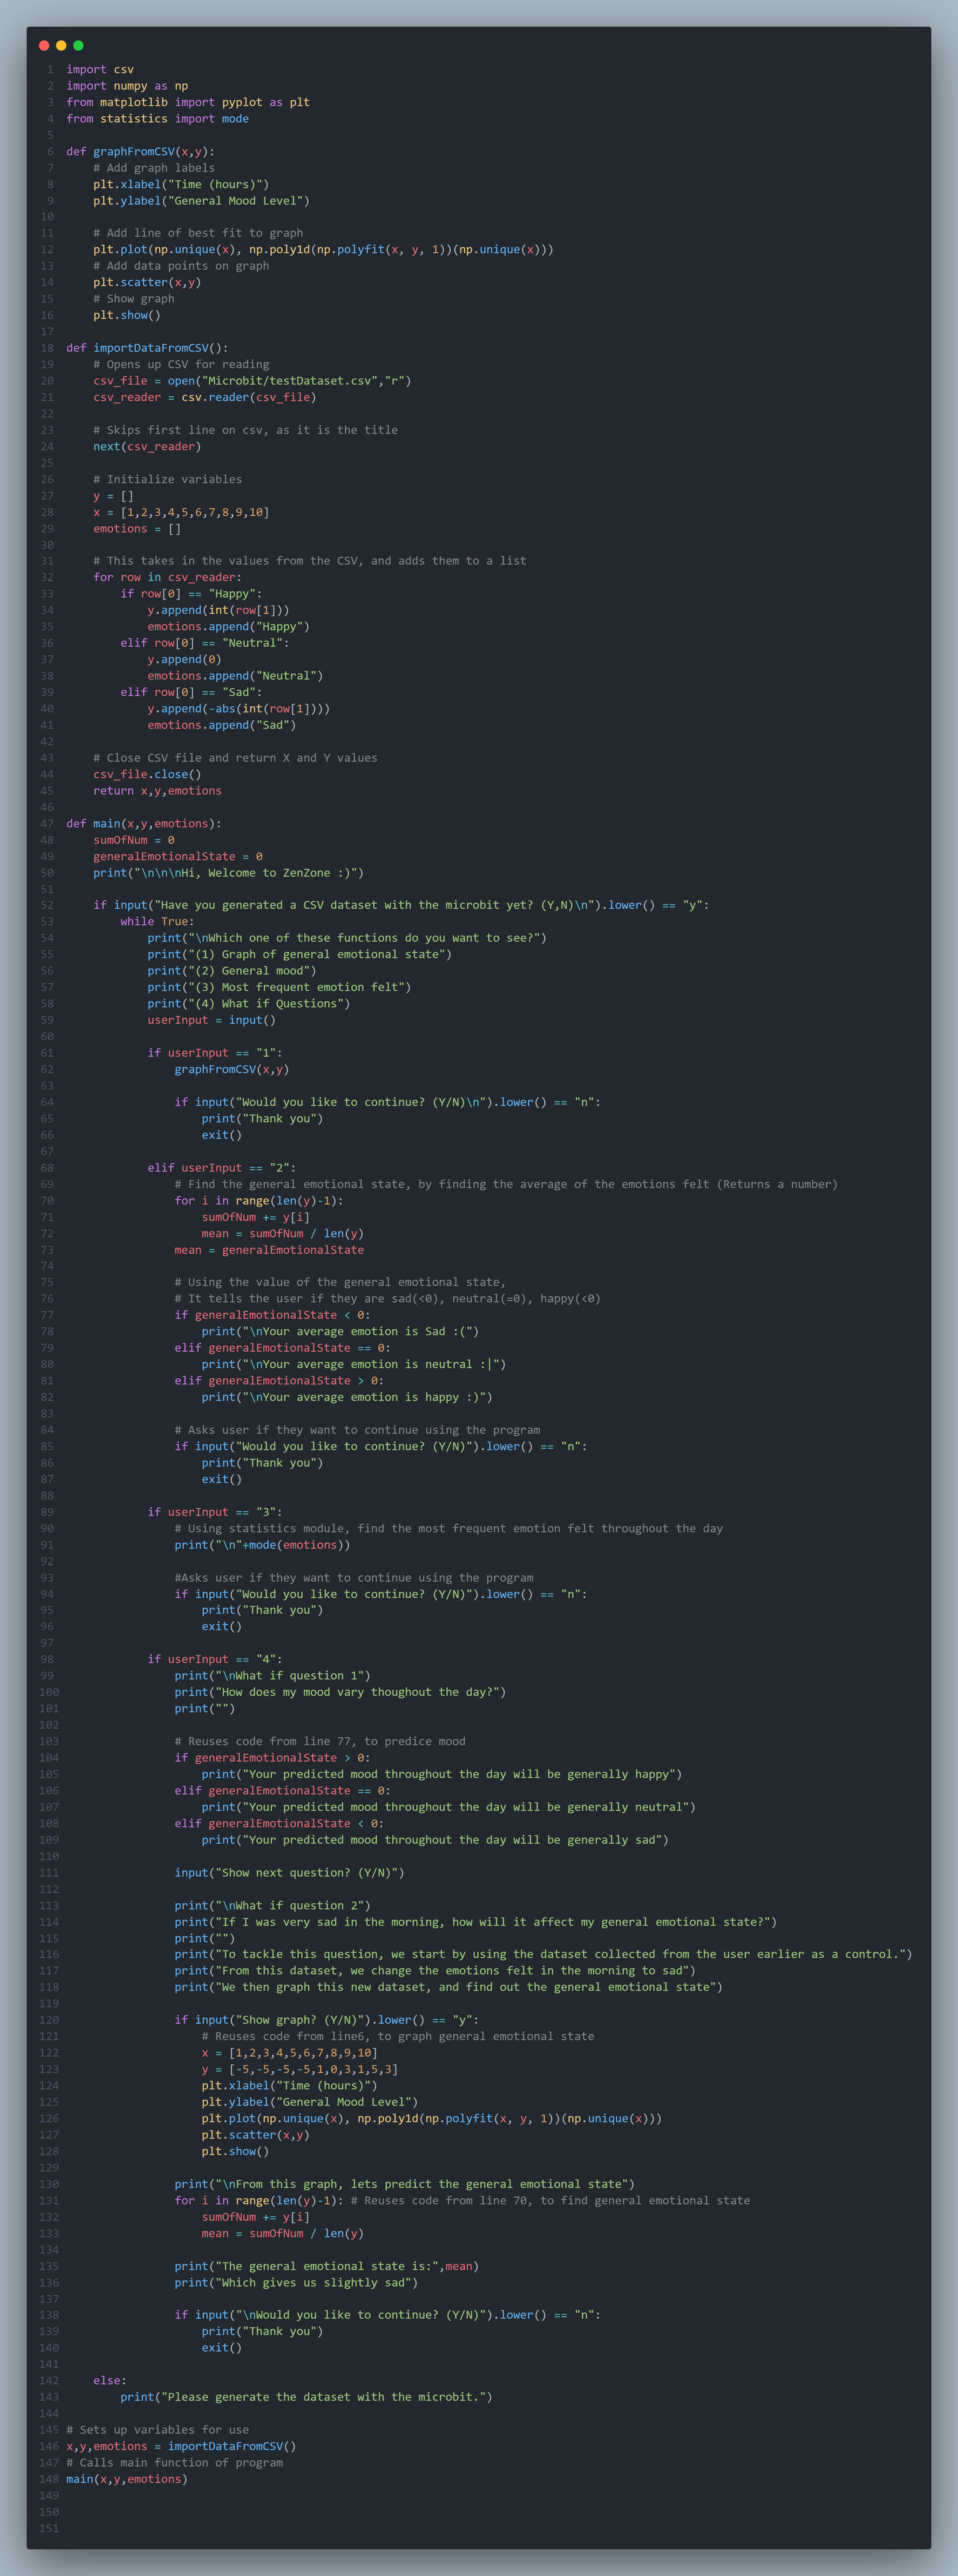 1 import csv
2 import numpy as np
3 from matplotlib import pyplot as plt
4 from statistics import mode
5
6 def graphFromCSV(x,y):
7     # Add graph labels
8     plt.xlabel("Time (hours)")
9     plt.ylabel("General Mood Level")
10
11     # Add line of best fit to graph
12     plt.plot(np.unique(x), np.poly1d(np.polyfit(x, y, 1))(np.unique(x)))
13     # Add data points on graph
14     plt.scatter(x,y)
15     # Show graph
16     plt.show()
17
18 def importDataFromCSV():
19     # Opens up CSV for reading
20     csv_file = open("Microbit/testDataset.csv","r")
21     csv_reader = csv.reader(csv_file)
22
23     # Skips first line on csv, as it is the title
24     next(csv_reader)
25
26     # Initialize variables
27     y = []
28     x = [1,2,3,4,5,6,7,8,9,10]
29     emotions = []
30
31     # This takes in the values from the CSV, and adds them to a list
32     for row in csv_reader:
33         if row[0] == "Happy":
34             y.append(int(row[1]))
35             emotions.append("Happy")
36         elif row[0] == "Neutral":
37             y.append(0)
38             emotions.append("Neutral")
39         elif row[0] == "Sad":
40             y.append(-abs(int(row[1])))
41             emotions.append("Sad")
42
43     # Close CSV file and return X and Y values
44     csv_file.close()
45     return x,y,emotions
46
47 def main(x,y,emotions):
48     sumOfNum = 0
49     generalEmotionalState = 0
50     print("\n\n\nHi, Welcome to ZenZone :)")
51
52     if input("Have you generated a CSV dataset with the microbit yet? (Y,N)\n").lower() == "y":
53         while True:
54             print("\nWhich one of these functions do you want to see?")
55             print("(1) Graph of general emotional state")
56             print("(2) General mood")
57             print("(3) Most frequent emotion felt")
58             print("(4) What if Questions")
59             userInput = input()
60
61             if userInput == "1":
62                 graphFromCSV(x,y)
63
64                 if input("Would you like to continue? (Y/N)\n").lower() == "n":
65                     print("Thank you")
66                     exit()
67
68             elif userInput == "2":
69                 # Find the general emotional state, by finding the average of the emotions felt (Returns a number)
70                 for i in range(len(y)-1):
71                     sumOfNum += y[i]
72                     mean = sumOfNum / len(y)
73                 mean = generalEmotionalState
74
75                 # Using the value of the general emotional state,
76                 # It tells the user if they are sad(<0), neutral(=0), happy(<0)
77                 if generalEmotionalState < 0:
78                     print("\nYour average emotion is Sad :(")
79                 elif generalEmotionalState == 0:
80                     print("\nYour average emotion is neutral :|")
81                 elif generalEmotionalState > 0:
82                     print("\nYour average emotion is happy :)")
83
84                 # Asks user if they want to continue using the program
85                 if input("Would you like to continue? (Y/N)").lower() == "n":
86                     print("Thank you")
87                     exit()
88
89             if userInput == "3":
90                 # Using statistics module, find the most frequent emotion felt throughout the day
91                 print("\n"+mode(emotions))
92
93                 #Asks user if they want to continue using the program
94                 if input("Would you like to continue? (Y/N)").lower() == "n":
95                     print("Thank you")
96                     exit()
97
98             if userInput == "4":
99                 print("\nWhat if question 1")
100                 print("How does my mood vary thoughout the day?")
101                 print("")
102
103                 # Reuses code from line 77, to predice mood
104                 if generalEmotionalState > 0:
105                     print("Your predicted mood throughout the day will be generally happy")
106                 elif generalEmotionalState == 0:
107                     print("Your predicted mood throughout the day will be generally neutral")
108                 elif generalEmotionalState < 0:
109                     print("Your predicted mood throughout the day will be generally sad")
110
111                 input("Show next question? (Y/N)")
112
113                 print("\nWhat if question 2")
114                 print("If I was very sad in the morning, how will it affect my general emotional state?")
115                 print("")
116                 print("To tackle this question, we start by using the dataset collected from the user earlier as a control.")
117                 print("From this dataset, we change the emotions felt in the morning to sad")
118                 print("We then graph this new dataset, and find out the general emotional state")
119
120                 if input("Show graph? (Y/N)").lower() == "y":
121                     # Reuses code from line6, to graph general emotional state
122                     x = [1,2,3,4,5,6,7,8,9,10]
123                     y = [-5,-5,-5,-5,1,0,3,1,5,3]
124                     plt.xlabel("Time (hours)")
125                     plt.ylabel("General Mood Level")
126                     plt.plot(np.unique(x), np.poly1d(np.polyfit(x, y, 1))(np.unique(x)))
127                     plt.scatter(x,y)
128                     plt.show()
129
130                 print("\nFrom this graph, lets predict the general emotional state")
131                 for i in range(len(y)-1): # Reuses code from line 70, to find general emotional state
132                     sumOfNum += y[i]
133                     mean = sumOfNum / len(y)
134
135                 print("The general emotional state is:",mean)
136                 print("Which gives us slightly sad")
137
138                 if input("\nWould you like to continue? (Y/N)").lower() == "n":
139                     print("Thank you")
140                     exit()
141
142     else:
143         print("Please generate the dataset with the microbit.")
144
145 # Sets up variables for use
146 x,y,emotions = importDataFromCSV()
147 # Calls main function of program
148 main(x,y,emotions)
149
150
151